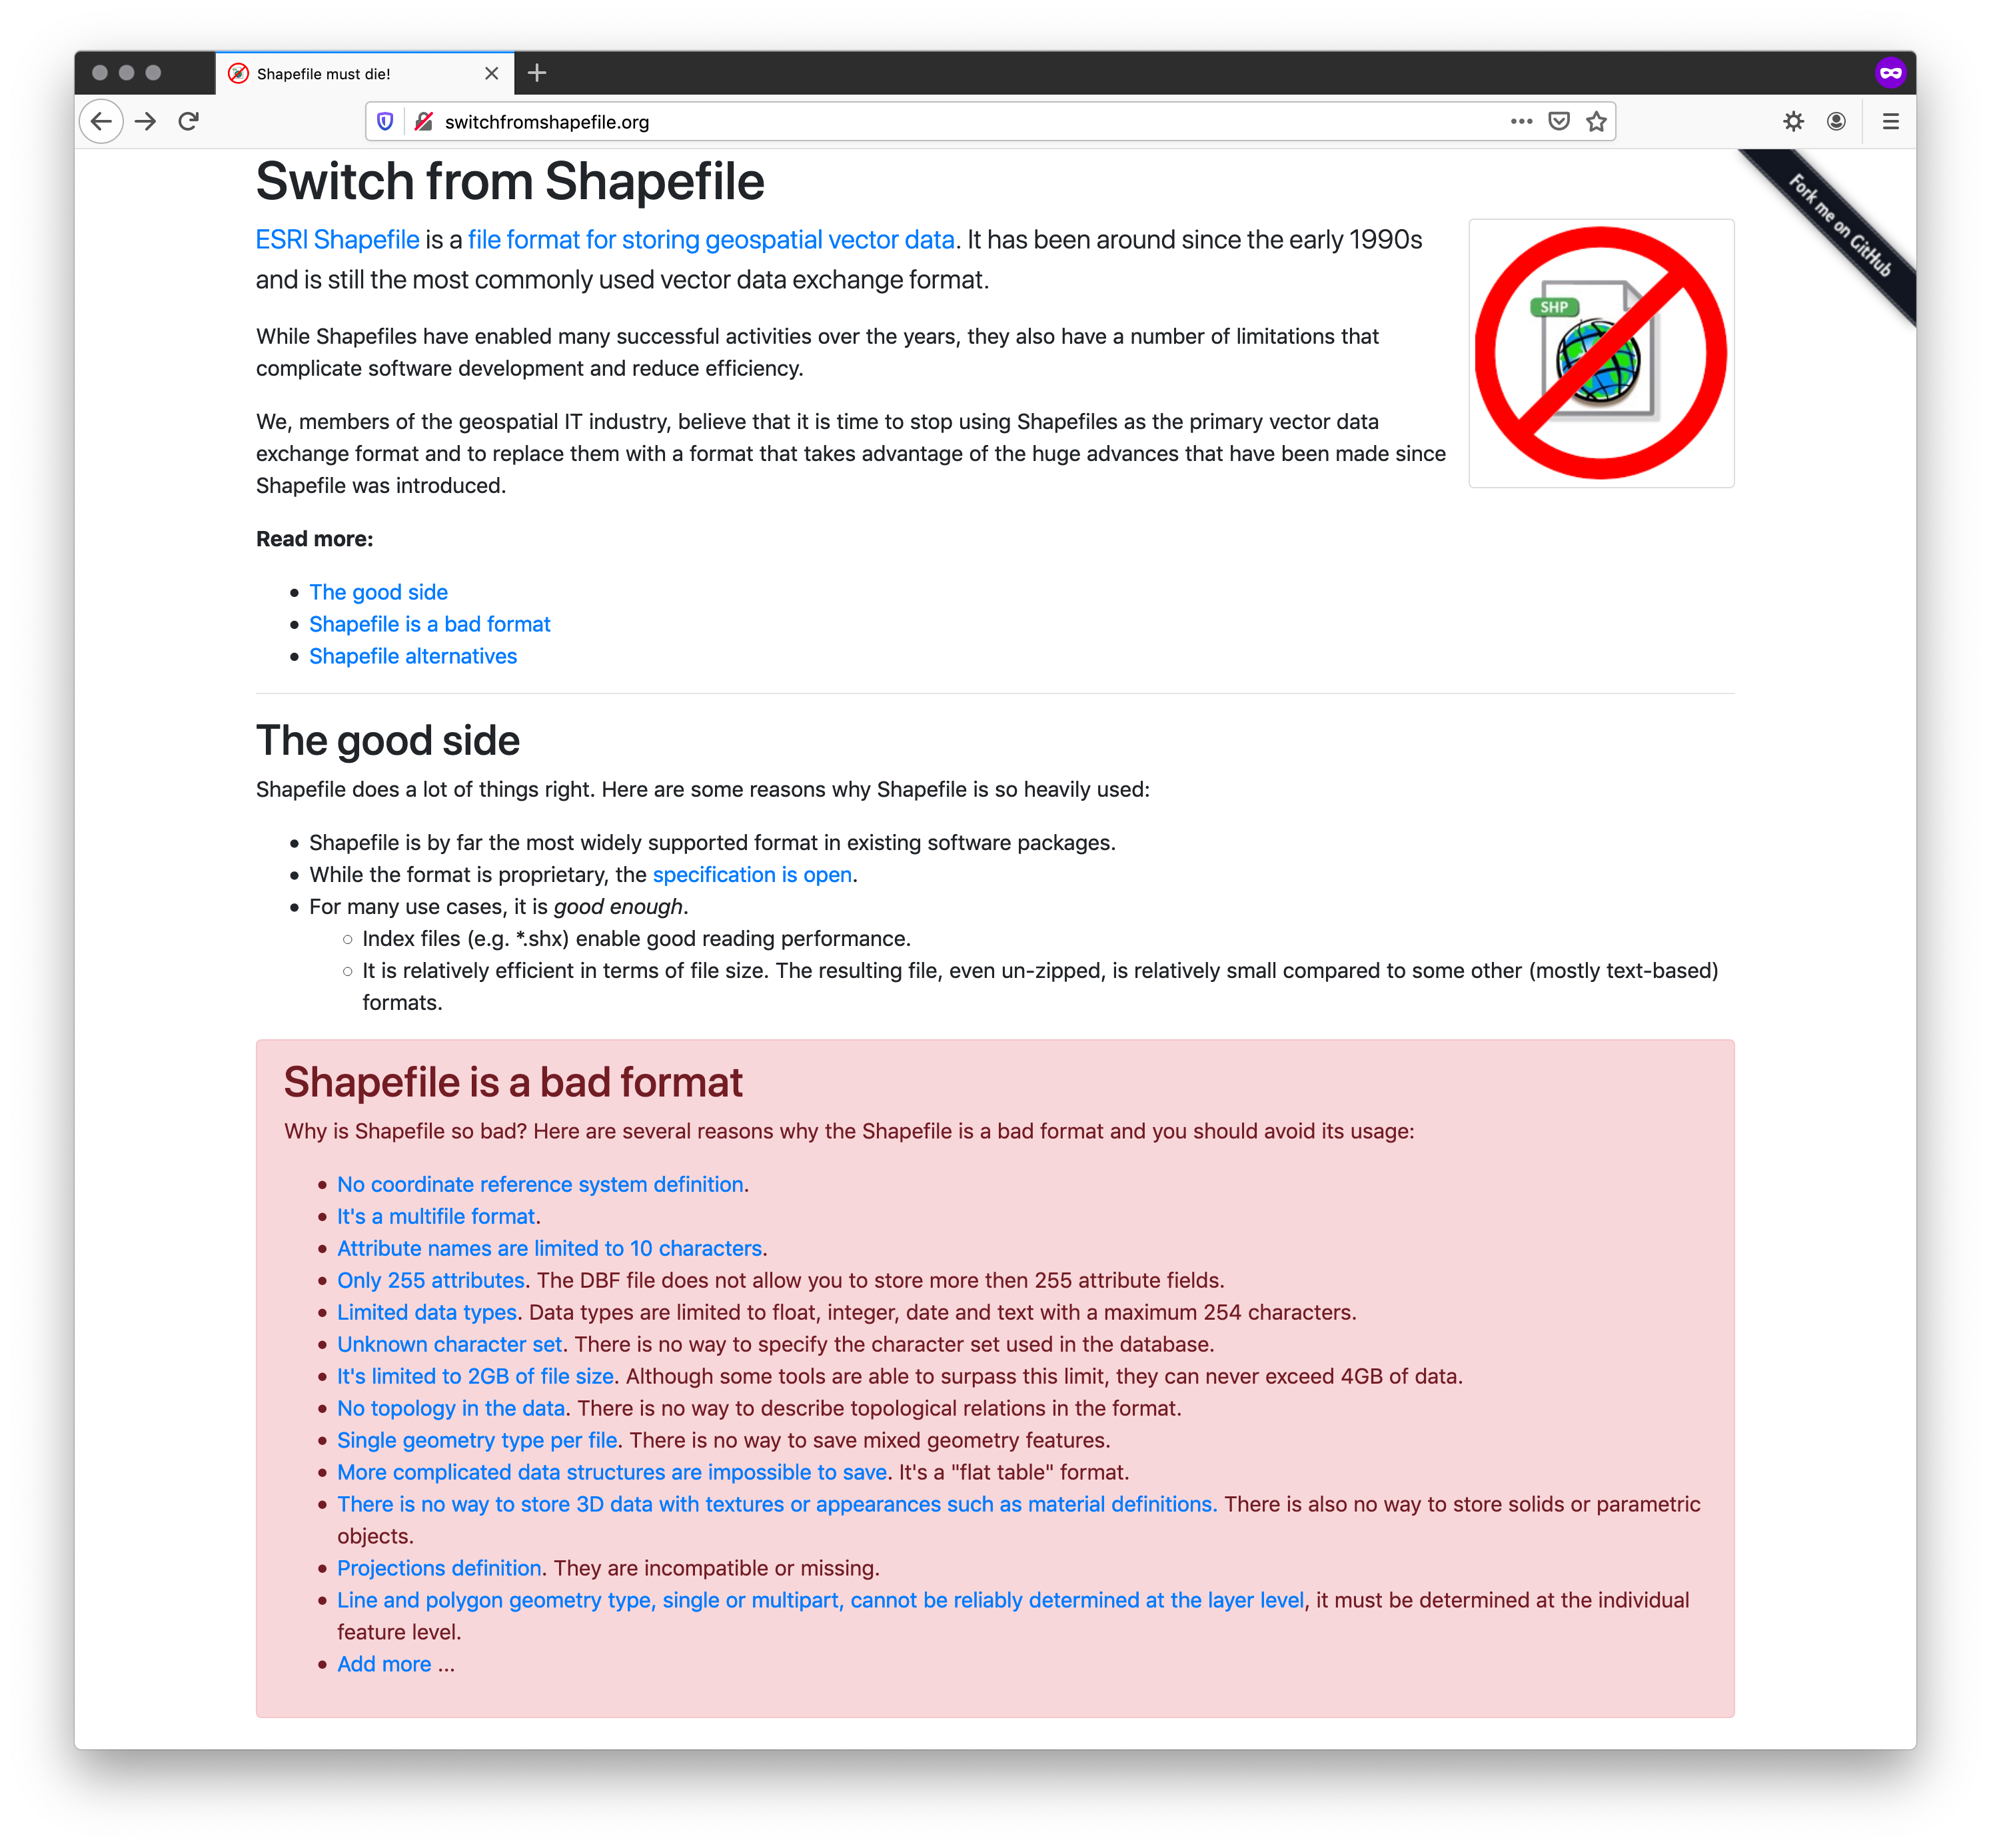 Shapefile must die!
switchfromshapefile.org
Fork me on GitHub
Switch from Shapefile
ESRI Shapefile is a file format for storing geospatial vector data. It has been around since the early 1990s
and is still the most commonly used vector data exchange format.
SHP
While Shapefiles have enabled many successful activities over the years, they also have a number of limitations that
complicate software development and reduce efficiency.
We, members of the geospatial IT industry, believe that it is time to stop using Shapefiles as the primary vector data
exchange format and to replace them with a format that takes advantage of the huge advances that have been made since
Shapefile was introduced.
Read more:
The good side
Shapefile is a bad format
Shapefile alternatives
The good side
Shapefile does a lot of things right. Here are some reasons why Shapefile is so heavily used:
Shapefile is by far the most widely supported format in existing software packages.
While the format is proprietary, the specification is open.
For many use cases, it is good enough.
Index files (e.g. *.shx) enable good reading performance.
It is relatively efficient in terms of file size. The resulting file, even un-zipped, is relatively small compared to some other (mostly text-based)
formats.
Shapefile is a bad format
Why is Shapefile so bad? Here are several reasons why the Shapefile is a bad format and you should avoid its usage:
No coordinate reference system definition.
It's a multifile format.
Attribute names are limited to 10 characters.
Only 255 attributes. The DBF file does not allow you to store more then 255 attribute fields.
Limited data types. Data types are limited to float, integer, date and text with a maximum 254 characters.
Unknown character set. There is no way to specify the character set used in the database.
It's limited to 2GB of file size. Although some tools are able to surpass this limit, they can never exceed 4GB of data.
No topology in the data. There is no way to describe topological relations in the format.
Single geometry type per file. There is no way to save mixed geometry features.
More complicated data structures are impossible to save. It's a "flat table" format.
There is no way to store 3D data with textures or appearances such as material definitions. There is also no way to store solids or parametric
objects.
Projections definition. They are incompatible or missing.
Line and polygon geometry type, single or multipart, cannot be reliably determined at the layer level, it must be determined at the individual
feature level.
Add more ...